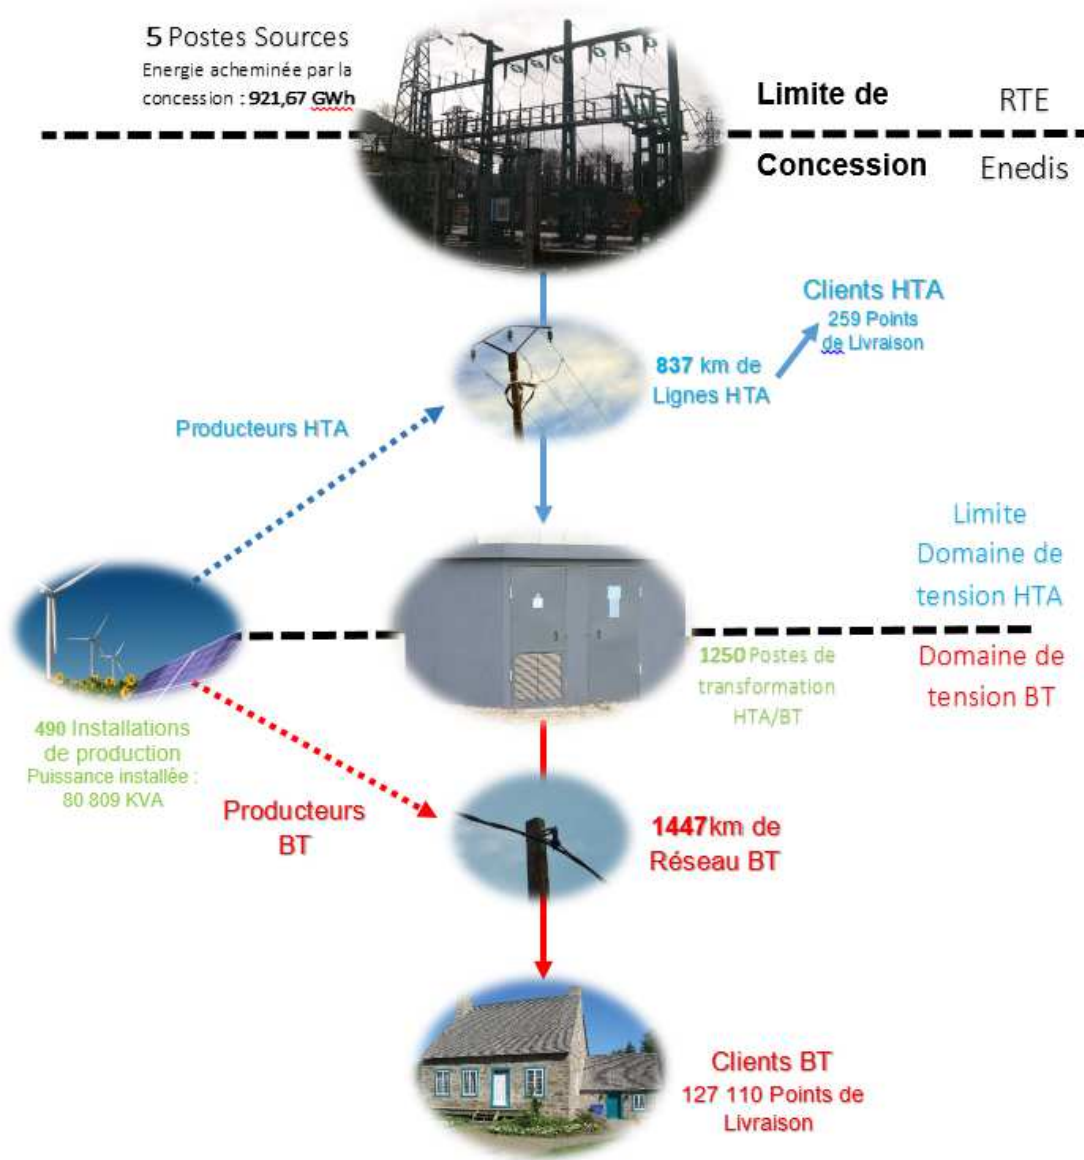 5 Postes Sources
Energie acheminée par la
concession : 921,67 GWh
Limite de
RTE
Concession
Enedis
Clients HTA
259 Points
de Livraison
837 km de
Lignes HTA
Producteurs HTA
Limite
Domaine de
tension HTA
1250 Postes de
transformation
HTA/BT
Domaine de
tension BT
490 Installations
de production
Puissance installée :
80 809 KVA
Producteurs
BT
1447km de
Réseau BT
Clients BT
127 110 Points de
Livraison